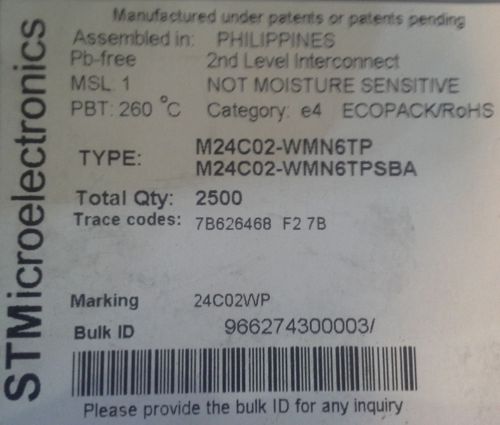 STMicroelectronics
Manufactured under patents or patents pending
Assembled in: PHILIPPINES
Pb-free 2nd Level Interconnect
MSL: 1 NOT MOISTURE SENSITIVE
PBT: 260 °C Category: e4 ECOPACK/RoHS
TYPE: M24C02-WMN6TP
M24C02-WMN6TPSBA
Total Qty: 2500
Trace codes: 7B626468 F2 7B
Marking 24C02WP
Bulk ID 966274300003/
Please provide the bulk ID for any inquiry